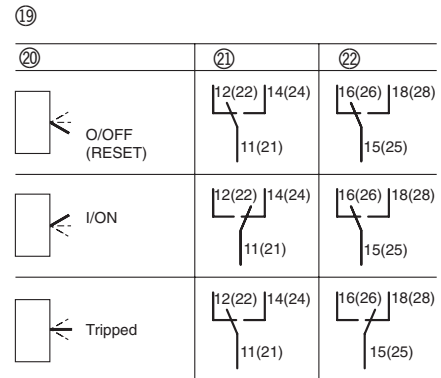 ⑲
⑳ ㉑ ㉒
12(22) 14(24) 16(26) 18(28)
O/OFF
(RESET)
11(21) 15(25)
12(22) 14(24) 16(26) 18(28)
I/ON
11(21) 15(25)
12(22) 14(24) 16(26) 18(28)
Tripped
11(21) 15(25)